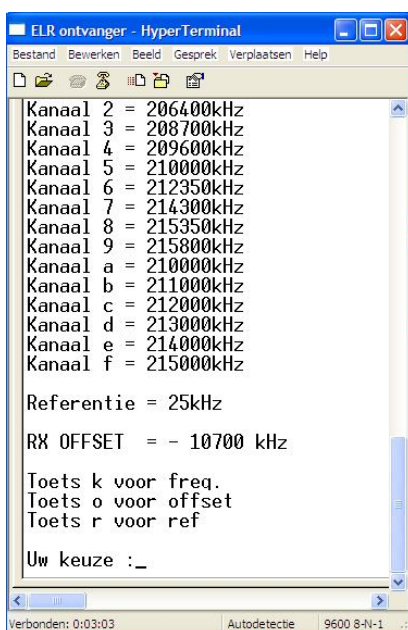 ELR ontvanger - HyperTerminal
Bestand Bewerken Beeld Gesprek Verplaatsen Help
Kanaal 2 = 206400kHz
Kanaal 3 = 208700kHz
Kanaal 4 = 209600kHz
Kanaal 5 = 210000kHz
Kanaal 6 = 212350kHz
Kanaal 7 = 214300kHz
Kanaal 8 = 215350kHz
Kanaal 9 = 215800kHz
Kanaal a = 210000kHz
Kanaal b = 211000kHz
Kanaal c = 212000kHz
Kanaal d = 213000kHz
Kanaal e = 214000kHz
Kanaal f = 215000kHz
Referentie = 25kHz
RX OFFSET = - 10700 kHz
Toets k voor freq.
Toets o voor offset
Toets r voor ref
Uw keuze :_
Verbonden: 0:03:03 Autodetectie 9600 8-N-1